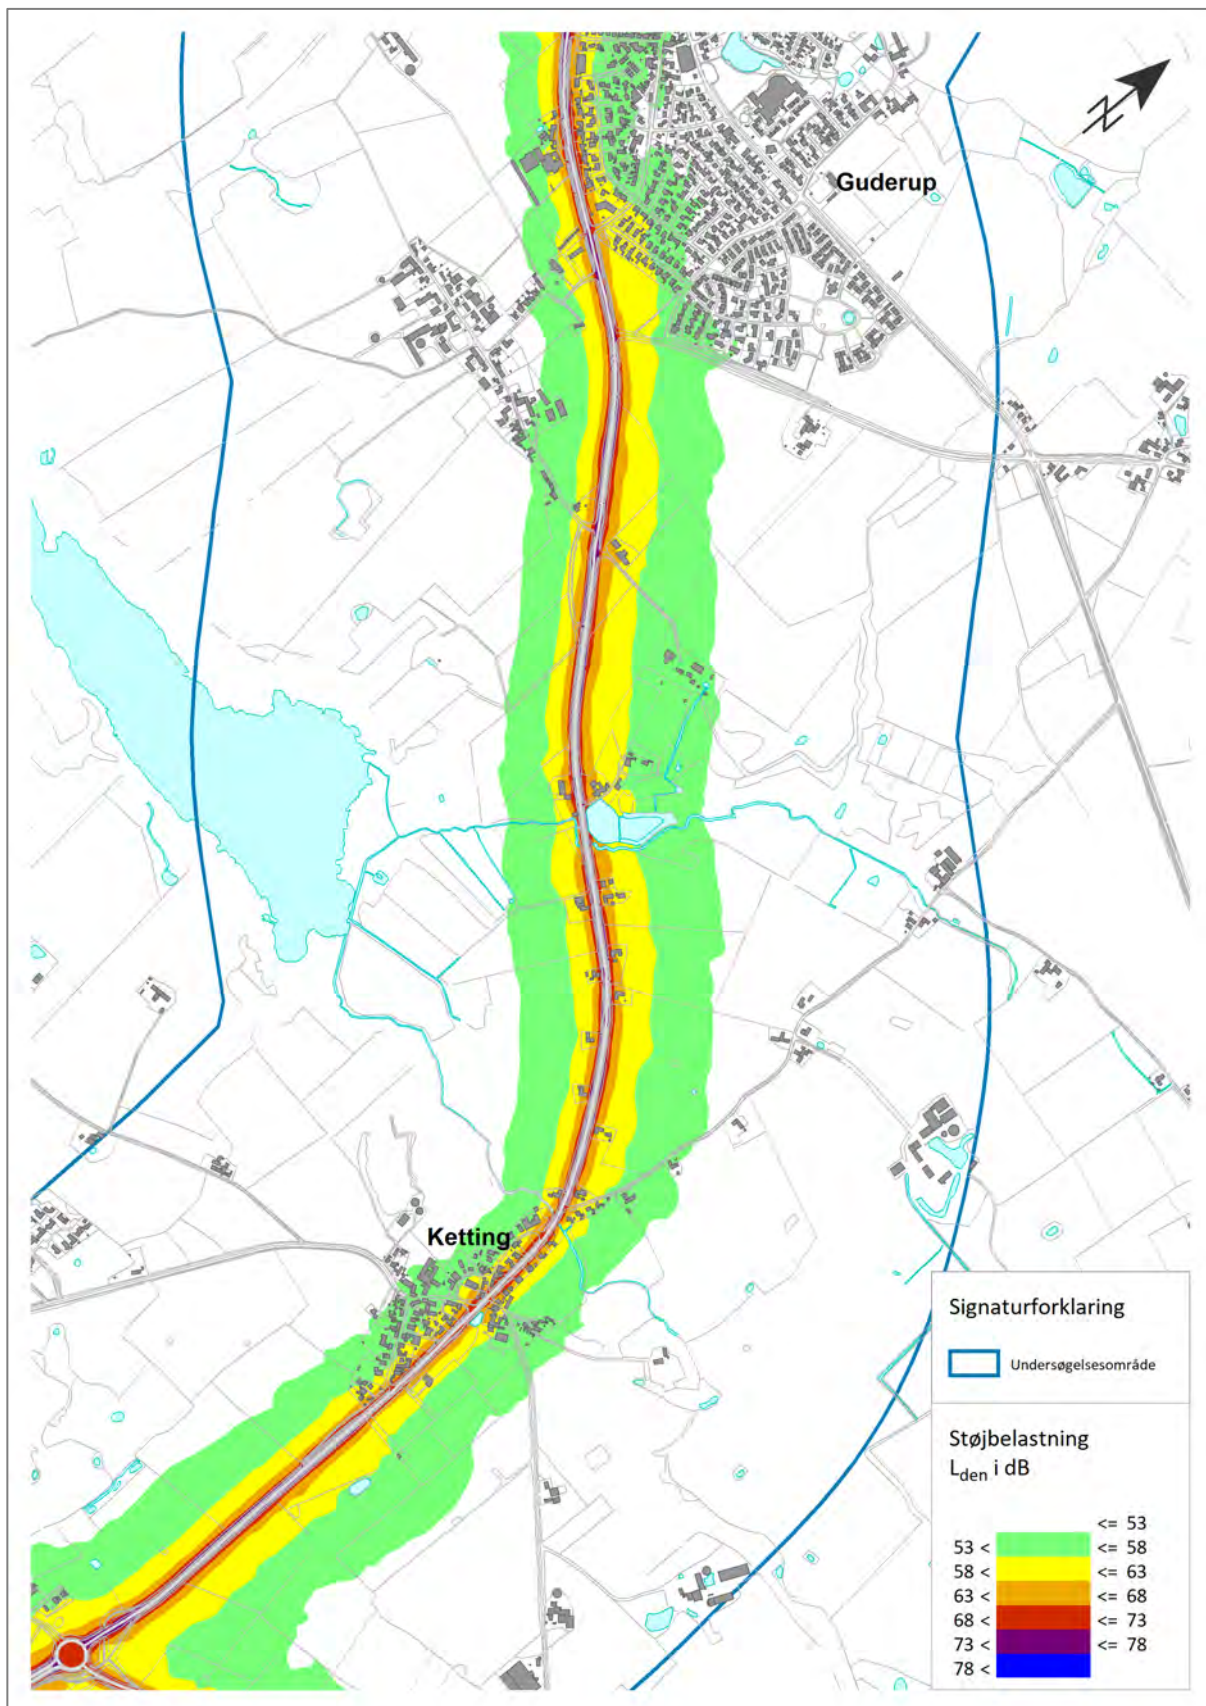 N
Guderup
Ketting
Signaturforklaring
Undersøgelsesområde
Støjbelastning
Lden i dB
<= 53
53 < <= 58
58 < <= 63
63 < <= 68
68 < <= 73
73 < <= 78
78 <